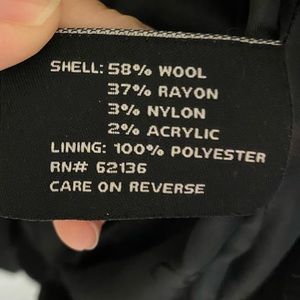 SHELL: 58% WOOL
37% RAYON
3% NYLON
2% ACRYLIC
LINING: 100% POLYESTER
RN# 62136
CARE ON REVERSE